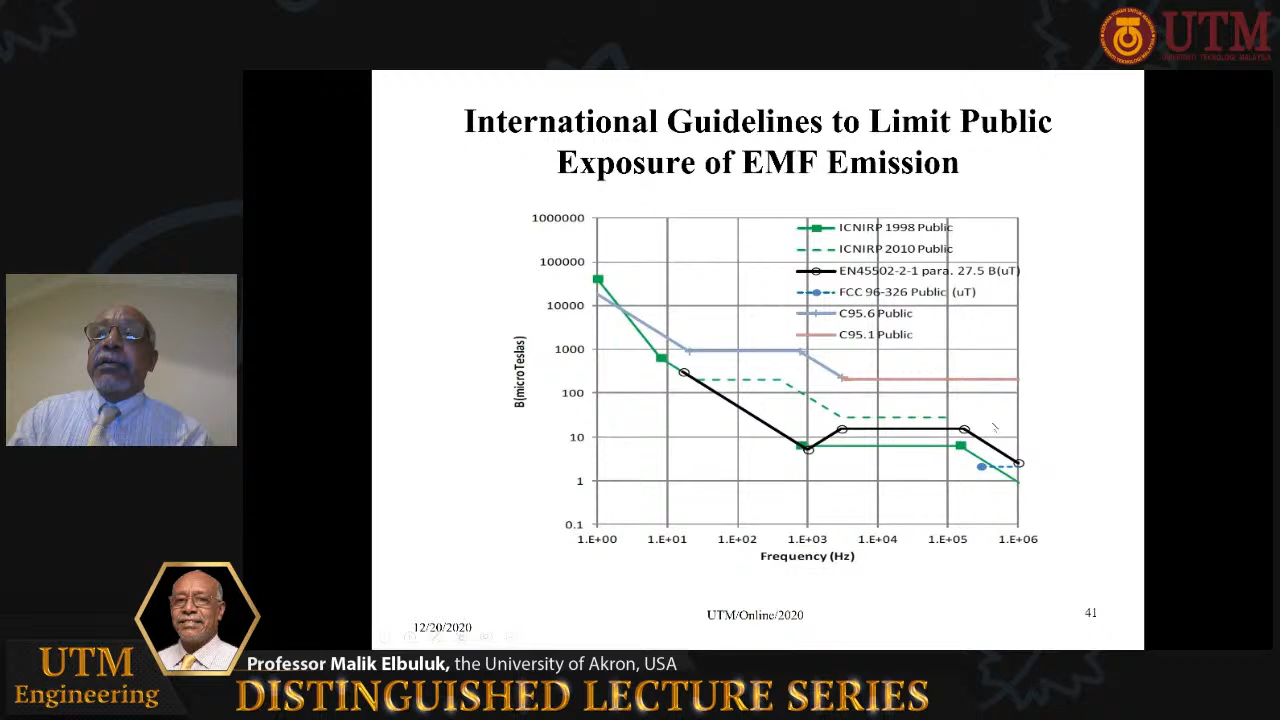 UTM
UNIVERSITI TEKNOLOGI MALAYSIA
International Guidelines to Limit Public
Exposure of EMF Emission
1000000
100000
10000
1000
100
10
1
0.1
B(microTeslas)
ICNIRP 1998 Public
ICNIRP 2010 Public
EN45502-2-1 para. 27.5 B(uT)
FCC 96-326 Public (uT)
C95.6 Public
C95.1 Public
1.E+00 1.E+01 1.E+02 1.E+03 1.E+04 1.E+05 1.E+06
Frequency (Hz)
12/20/2020
UTM/Online/2020
41
UTM
Engineering
Professor Malik Elbuluk, the University of Akron, USA
DISTINGUISHED LECTURE SERIES